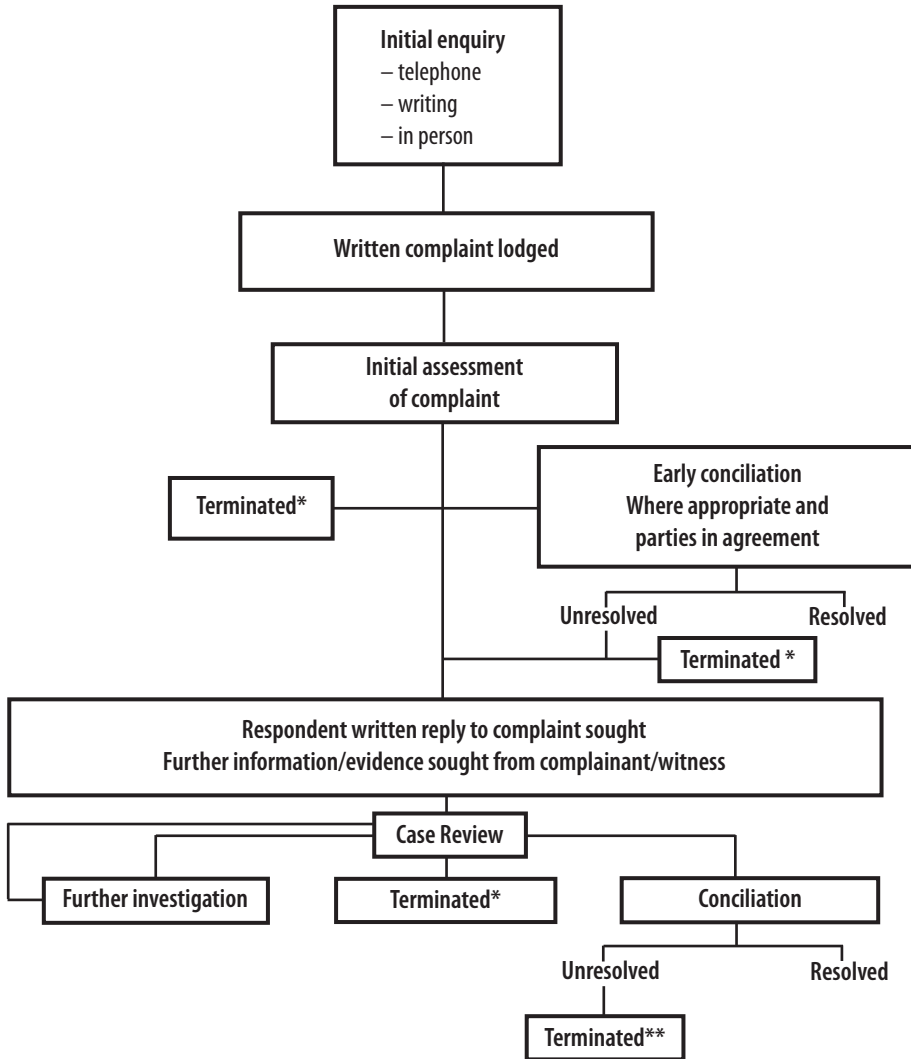 Initial enquiry
– telephone
– writing
– in person
Written complaint lodged
Initial assessment
of complaint
Terminated*
Early conciliation
Where appropriate and
parties in agreement
Unresolved
Resolved
Terminated *
Respondent written reply to complaint sought
Further information/evidence sought from complainant/witness
Case Review
Further investigation
Terminated*
Conciliation
Unresolved
Resolved
Terminated**